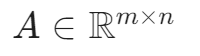 A ∈ ℝ^{m×n}